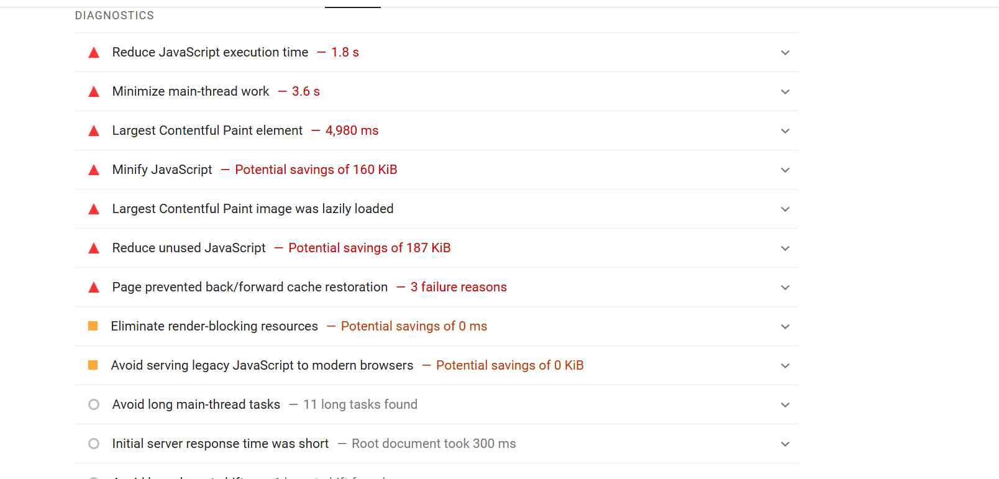 DIAGNOSTICS
Reduce JavaScript execution time — 1.8 s
Minimize main-thread work — 3.6 s
Largest Contentful Paint element — 4,980 ms
Minify JavaScript — Potential savings of 160 KiB
Largest Contentful Paint image was lazily loaded
Reduce unused JavaScript — Potential savings of 187 KiB
Page prevented back/forward cache restoration — 3 failure reasons
Eliminate render-blocking resources — Potential savings of 0 ms
Avoid serving legacy JavaScript to modern browsers — Potential savings of 0 KiB
Avoid long main-thread tasks — 11 long tasks found
Initial server response time was short — Root document took 300 ms